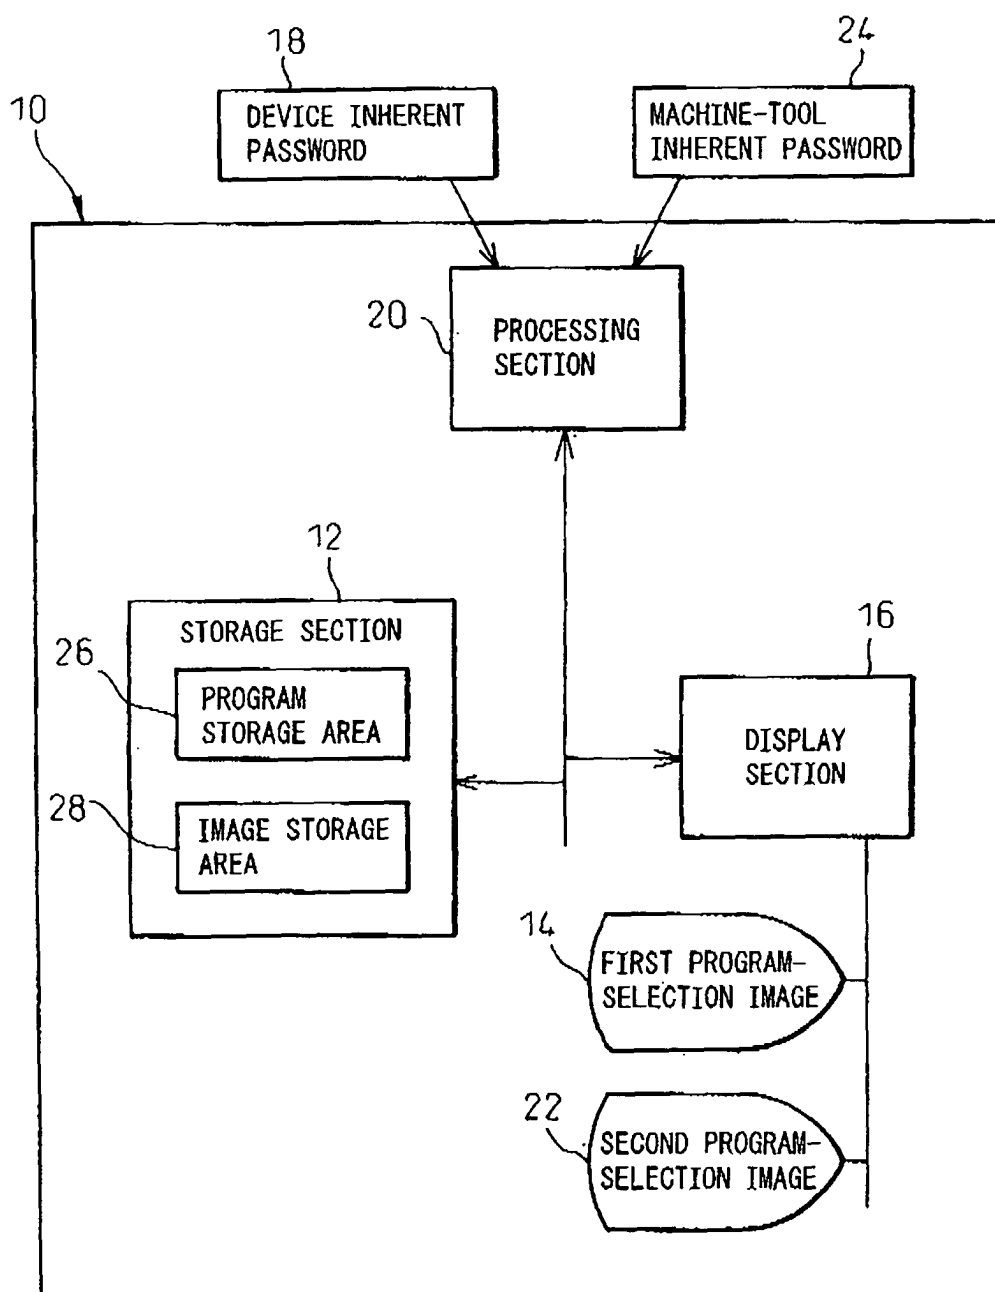 18
24
10
DEVICE INHERENT
PASSWORD
MACHINE-TOOL
INHERENT PASSWORD
20
PROCESSING
SECTION
12
STORAGE SECTION
26
PROGRAM
STORAGE AREA
28
IMAGE STORAGE
AREA
16
DISPLAY
SECTION
14
FIRST PROGRAM-
SELECTION IMAGE
22
SECOND PROGRAM-
SELECTION IMAGE